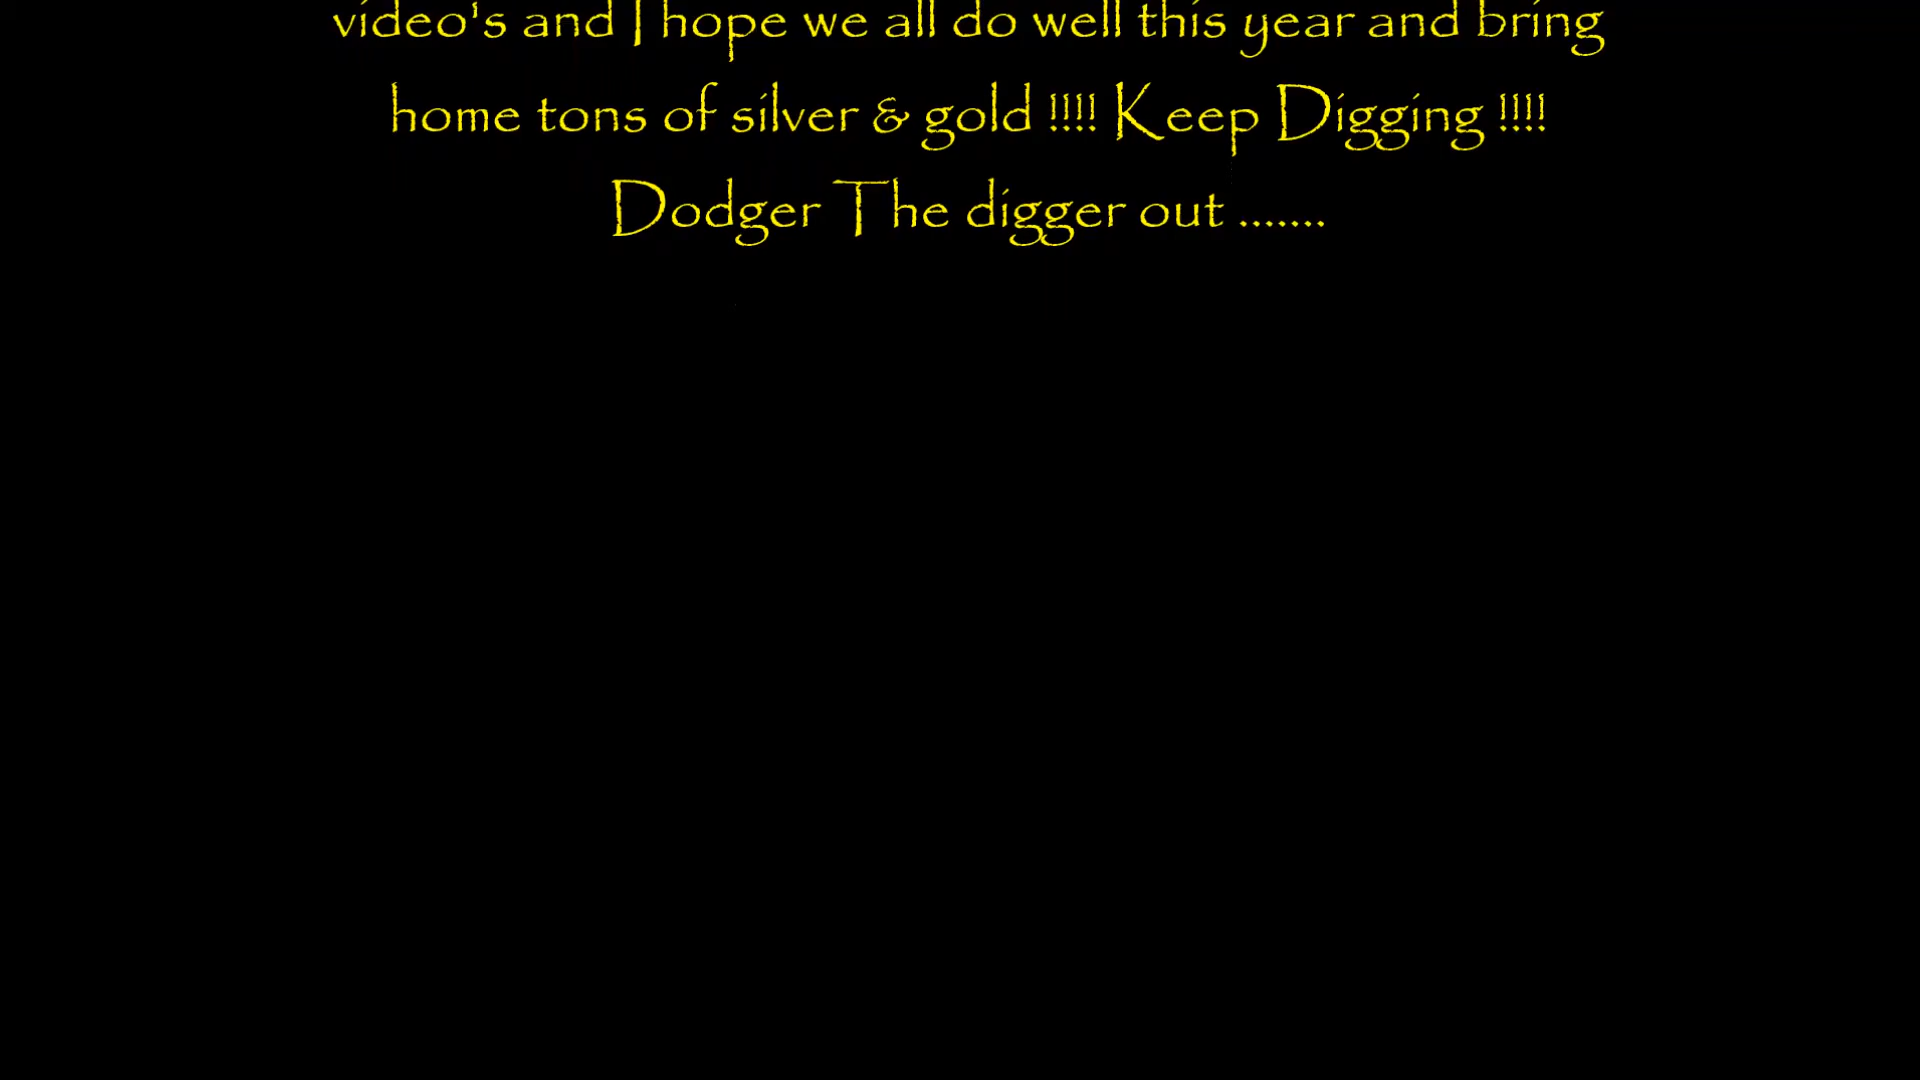 video's and I hope we all do well this year and bring
home tons of silver & gold !!!! Keep Digging !!!!
Dodger The digger out .......